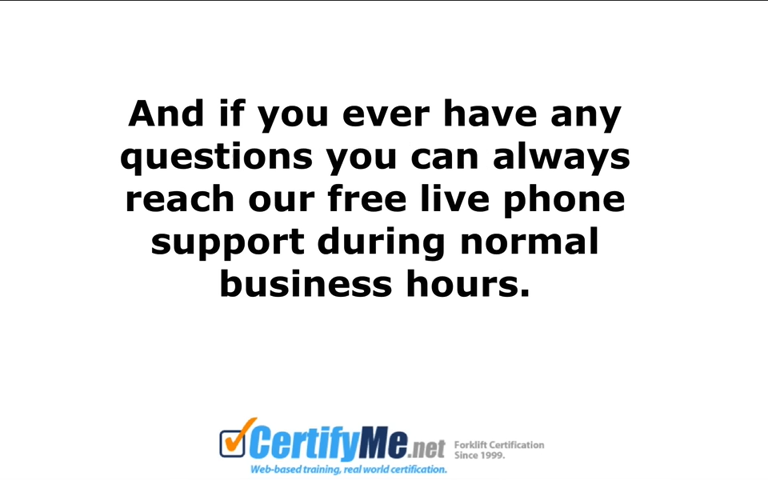 And if you ever have any
questions you can always
reach our free live phone
support during normal
business hours.
CertifyMe.net
Forklift Certification
Since 1999.
Web-based training, real world certification.